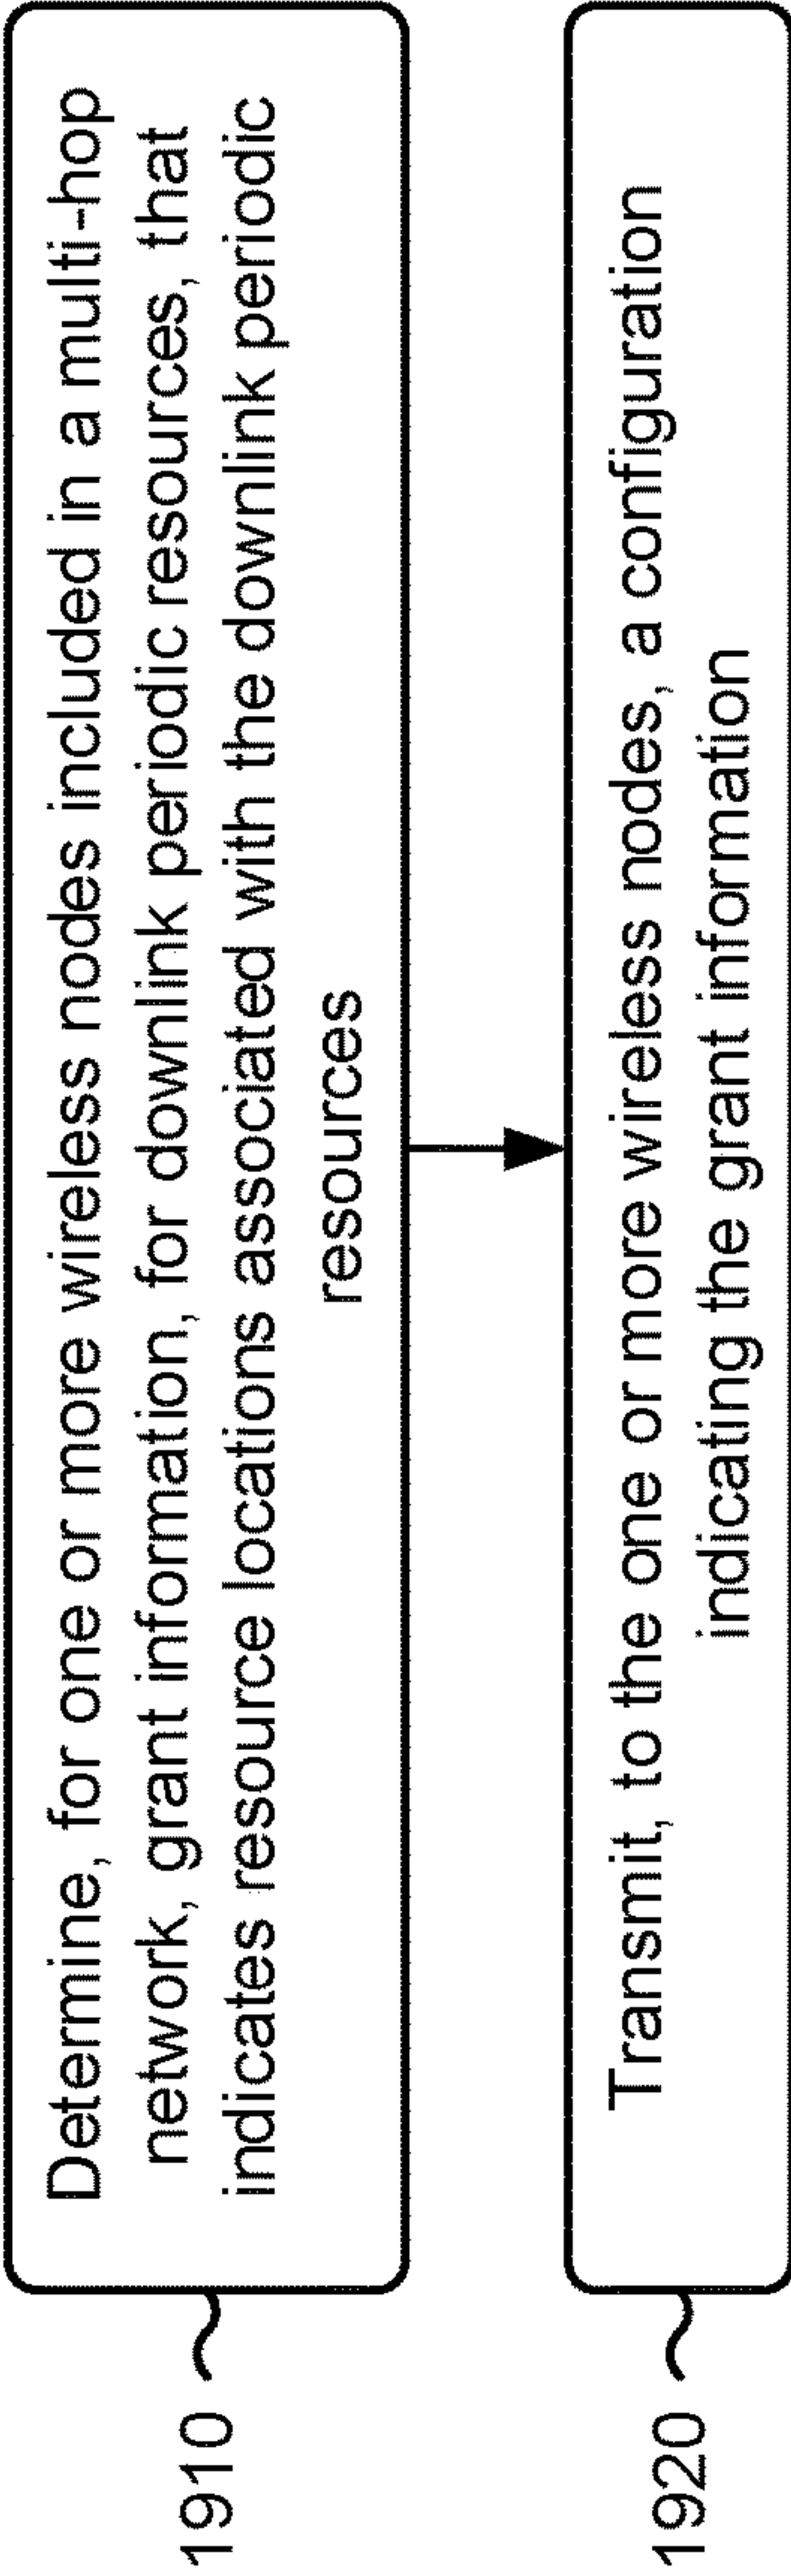 1910
Determine, for one or more wireless nodes included in a multi-hop
network, grant information, for downlink periodic resources, that
indicates resource locations associated with the downlink periodic
resources
1920
Transmit, to the one or more wireless nodes, a configuration
indicating the grant information